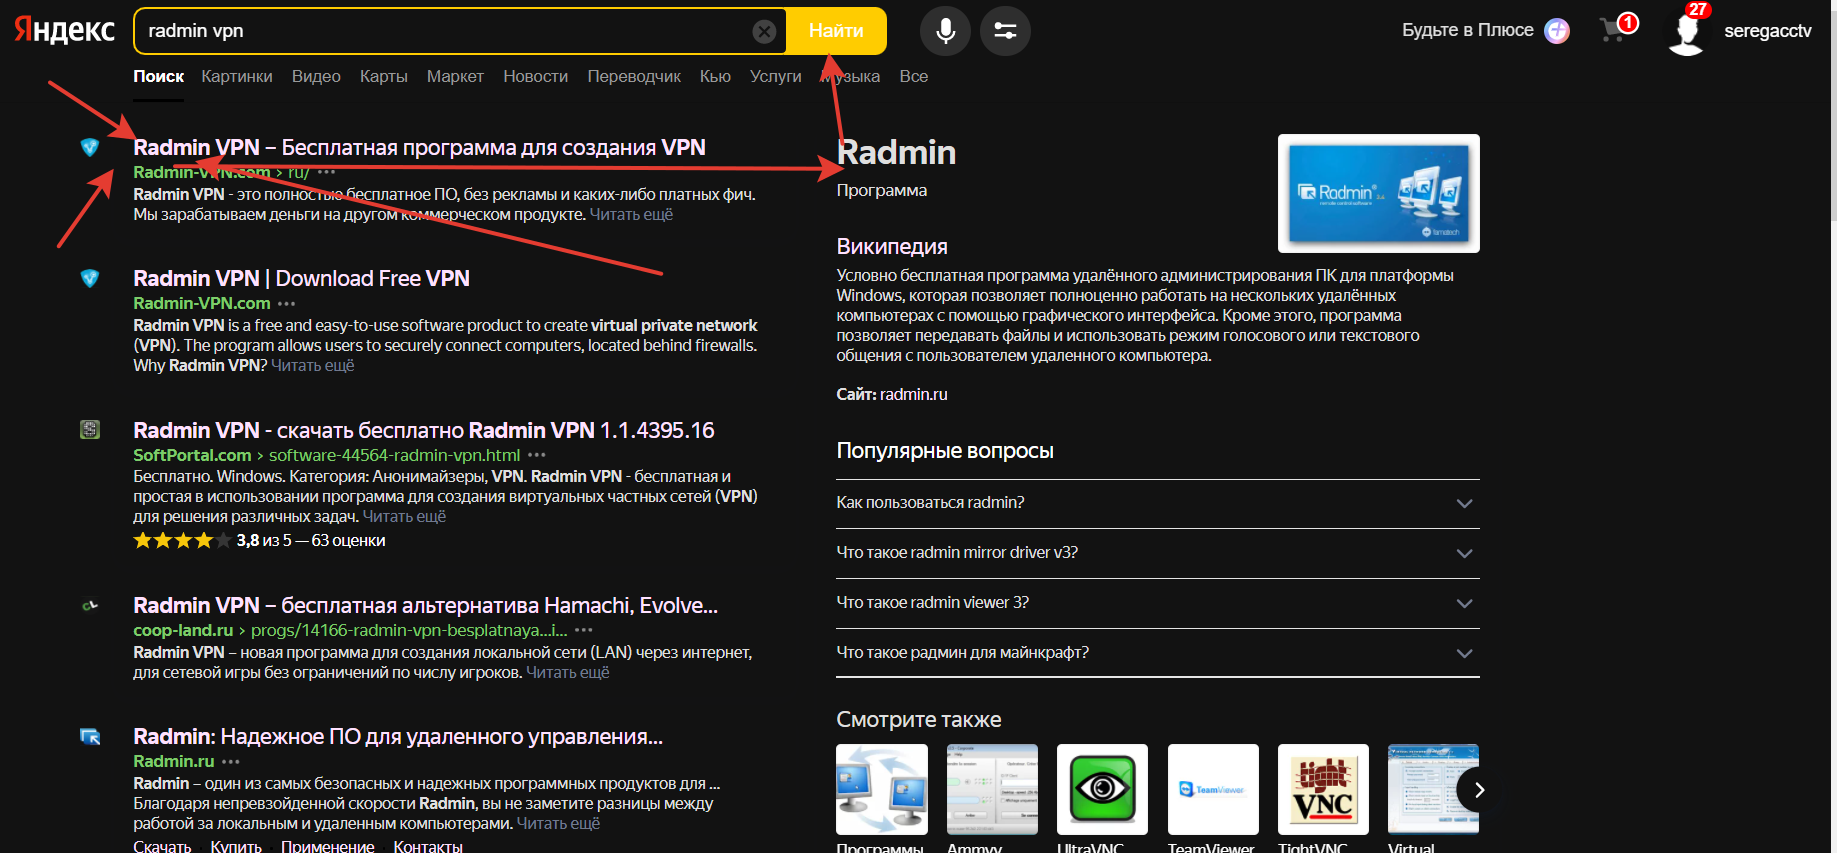 Яндекс
radmin vpn
Найти
Будьте в Плюсе
1
27
seregacctv
Поиск Картинки Видео Карты Маркет Новости Переводчик Кью Услуги Музыка Все
Radmin VPN – Бесплатная программа для создания VPN
Radmin-VPN.com › ru/ •••
Radmin VPN - это полностью бесплатное ПО, без рекламы и каких-либо платных фич.
Мы зарабатываем деньги на другом коммерческом продукте. Читать ещё
Radmin VPN | Download Free VPN
Radmin-VPN.com •••
Radmin VPN is a free and easy-to-use software product to create virtual private network
(VPN). The program allows users to securely connect computers, located behind firewalls.
Why Radmin VPN? Читать ещё
Radmin VPN - скачать бесплатно Radmin VPN 1.1.4395.16
SoftPortal.com › software-44564-radmin-vpn.html •••
Бесплатно. Windows. Категория: Анонимайзеры, VPN. Radmin VPN - бесплатная и
простая в использовании программа для создания виртуальных частных сетей (VPN)
для решения различных задач. Читать ещё
3,8 из 5 — 63 оценки
Radmin VPN – бесплатная альтернатива Hamachi, Evolve...
coop-land.ru › progs/14166-radmin-vpn-besplatnaya...i... •••
Radmin VPN – новая программа для создания локальной сети (LAN) через интернет,
для сетевой игры без ограничений по числу игроков. Читать ещё
Radmin: Надежное ПО для удаленного управления...
Radmin.ru •••
Radmin – один из самых безопасных и надежных программных продуктов для ...
Благодаря непревзойденной скорости Radmin, вы не заметите разницы между
работой за локальным и удаленным компьютерами. Читать ещё
Скачать Купить Применение Контакты
Radmin
Программа
Radmin
remote control software
Famatech
Википедия
Условно бесплатная программа удалённого администрирования ПК для платформы
Windows, которая позволяет полноценно работать на нескольких удалённых
компьютерах с помощью графического интерфейса. Кроме этого, программа
позволяет передавать файлы и использовать режим голосового или текстового
общения с пользователем удаленного компьютера.
Сайт: radmin.ru
Популярные вопросы
Как пользоваться radmin?
Что такое radmin mirror driver v3?
Что такое radmin viewer 3?
Что такое радмин для майнкрафт?
Смотрите также
TeamViewer
tight
VNC
Программы Ammyy UltraVNC TeamViewer TightVNC Virtual